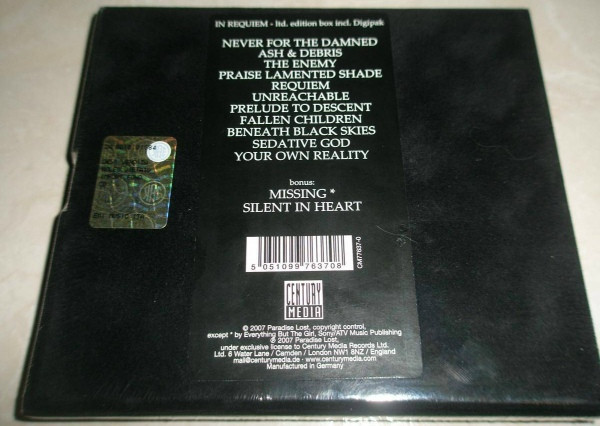 IN REQUIEM - ltd. edition box incl. Digipak
NEVER FOR THE DAMNED
ASH & DEBRIS
THE ENEMY
PRAISE LAMENTED SHADE
REQUIEM
UNREACHABLE
PRELUDE TO DESCENT
FALLEN CHILDREN
BENEATH BLACK SKIES
SEDATIVE GOD
YOUR OWN REALITY
bonus:
MISSING *
SILENT IN HEART
5 051099 763708
CM77637-0
CENTURY
MEDIA
© 2007 Paradise Lost, copyright control,
except * by Everything But The Girl, Sony/ATV Music Publishing
℗ 2007 Paradise Lost,
under exclusive license to Century Media Records Ltd.
Ltd. 6 Water Lane / Camden / London NW1 8NZ / England
mail@centurymedia.de · www.centurymedia.com
Manufactured in Germany